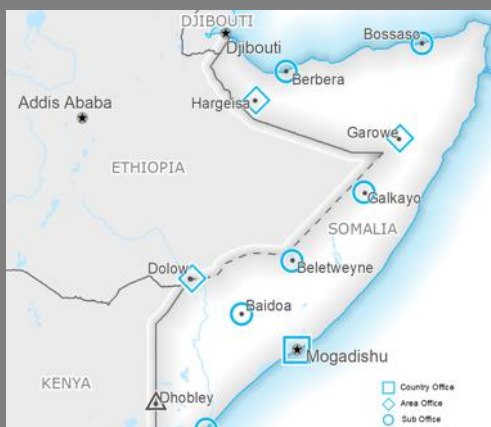 DJIBOUTI
Djibouti
Bossaso
Berbera
Addis Ababa
Hargeisa
Garowe
ETHIOPIA
Galkayo
SOMALIA
Dolow
Beletweyne
Baidoa
Mogadishu
KENYA
Dhobley
Country Office
Area Office
Sub Office